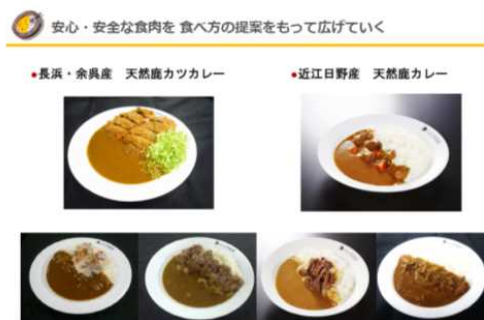 安心・安全な食肉を 食べ方の提案をもって広げていく
●長浜・余呉産 天然鹿カツカレー
●近江日野産 天然鹿カレー